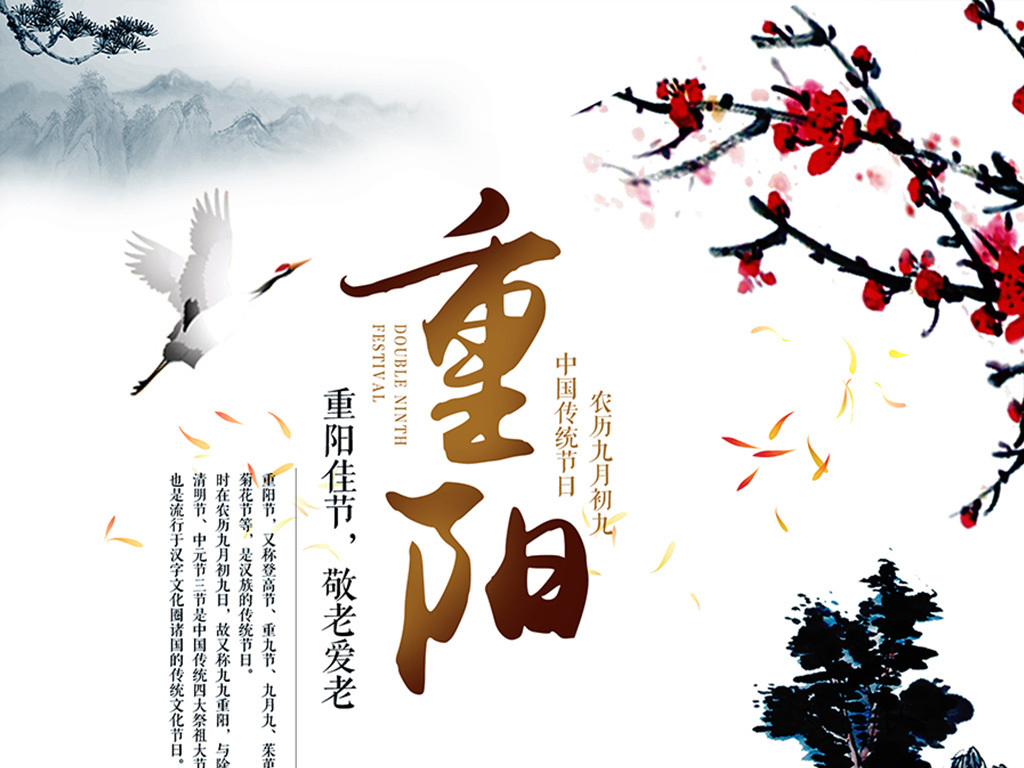 农历九月初九
中国传统节日
重阳
DOUBLE NINTH
FESTIVAL
重阳佳节，敬老爱老
重阳节，又称登高节、重九节、九月九、茱萸
菊花节等，是汉族的传统节日。
时在农历九月初九日，故又称九九重阳，与除
清明节、中元节三节是中国传统四大祭祖大节
也是流行于汉字文化圈诸国的传统文化节日。